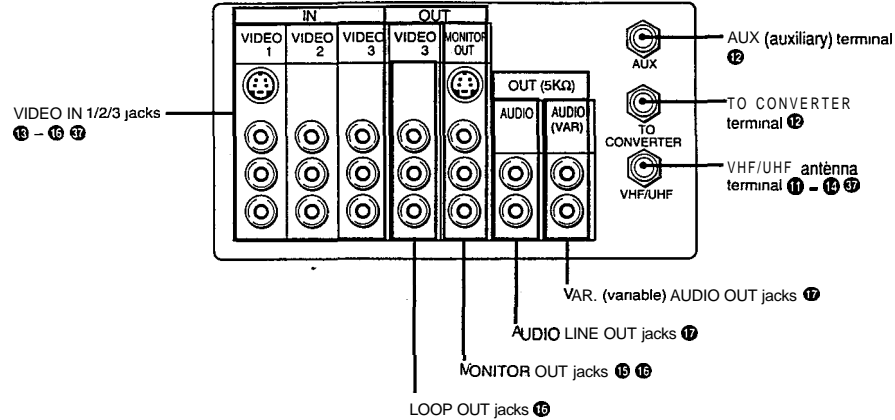 IN OUT
VIDEO 1 VIDEO 2 VIDEO 3 VIDEO 3 MONITOR OUT
OUT (5KΩ)
AUDIO AUDIO (VAR)
AUX
TO CONVERTER
VHF/UHF
VIDEO IN 1/2/3 jacks
⓭ – ⓰ ㊲
AUX (auxiliary) terminal
⓬
TO CONVERTER
terminal ⓬
VHF/UHF antenna
terminal ⓫ – ⓮ ㊲
VAR. (variable) AUDIO OUT jacks ⓱
AUDIO LINE OUT jacks ⓱
MONITOR OUT jacks ⓯ ⓰
LOOP OUT jacks ⓰